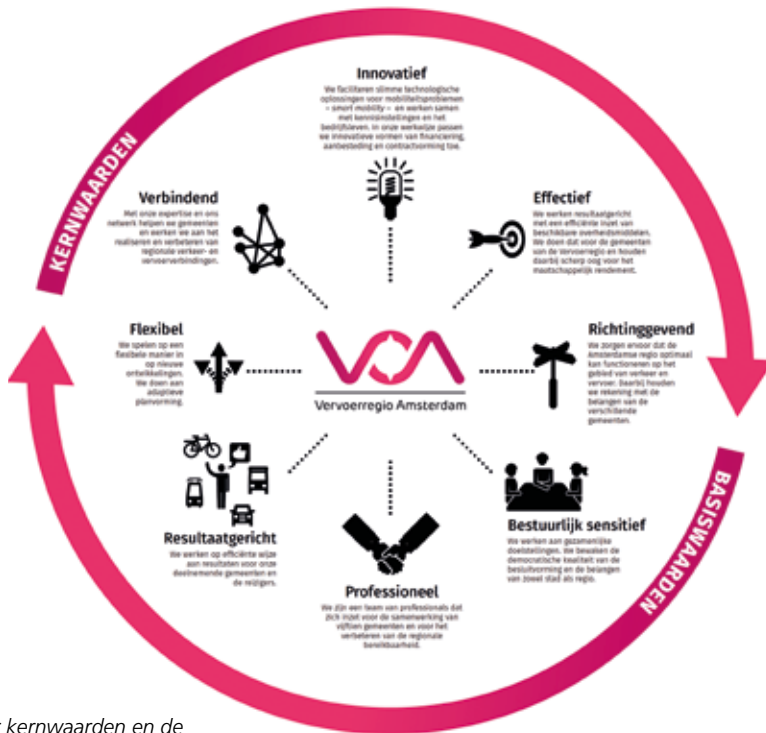 KERNWAARDEN
Innovatief
We faciliteren slimme technologische
oplossingen voor mobiliteitsproblemen
– smart mobility – en werken samen
met kennisinstellingen en het
bedrijfsleven. In onze werkwijze passen
we innovatieve vormen van financiering,
aanbesteding en contractvorming toe.
Verbindend
Met onze expertise en ons
netwerk helpen we gemeenten
en werken we aan het
realiseren en verbeteren van
regionale verkeer- en
vervoerverbindingen.
Effectief
We werken resultaatgericht
met een efficiënte inzet van
beschikbare overheidsmiddelen.
We doen dat voor de gemeenten
van de Vervoerregio en houden
daarbij scherp oog voor het
maatschappelijk rendement.
Flexibel
We spelen op een
flexibele manier in
op nieuwe
ontwikkelingen.
We doen aan
adaptieve
planvorming.
Vervoerregio Amsterdam
Richtinggevend
We zorgen ervoor dat de
Amsterdamse regio optimaal
kan functioneren op het
gebied van verkeer en
vervoer. Daarbij houden
we rekening met de
belangen van de
verschillende
gemeenten.
Resultaatgericht
We werken op efficiënte wijze
aan resultaten voor onze
deelnemende gemeenten en
de reizigers.
Professioneel
We zijn een team van professionals dat
zich inzet voor de samenwerking van
vijftien gemeenten en voor het
verbeteren van de regionale
bereikbaarheid.
Bestuurlijk sensitief
We werken aan gezamenlijke
doelstellingen. We bewaken de
democratische kwaliteit van de
besluitvorming en de belangen
van zowel stad als regio.
BASISWAARDEN
kernwaarden en de